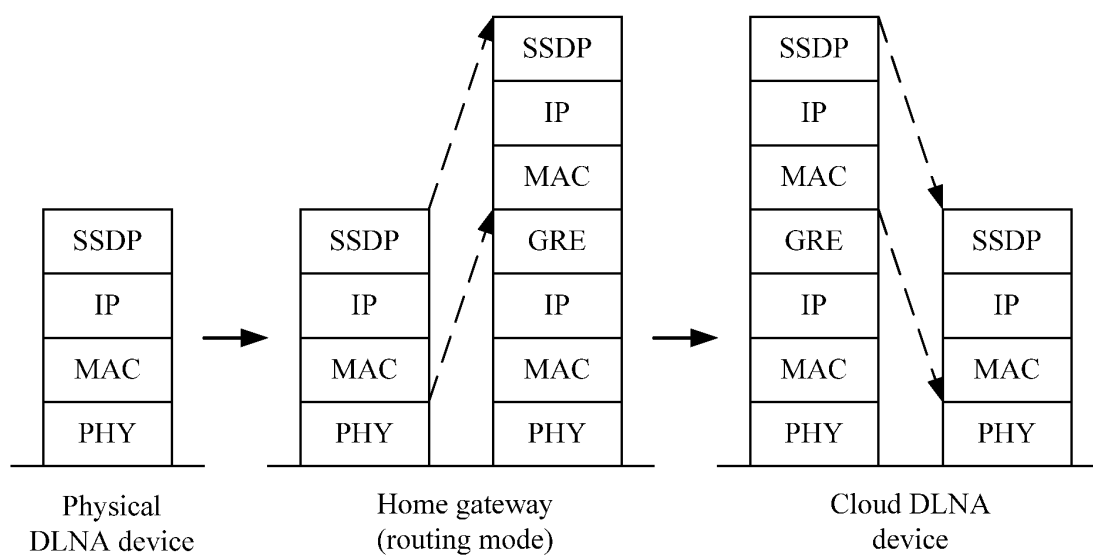 SSDP
IP
MAC
PHY
Physical
DLNA device
SSDP
IP
MAC
PHY
SSDP
IP
MAC
GRE
IP
MAC
PHY
Home gateway
(routing mode)
SSDP
IP
MAC
GRE
IP
MAC
PHY
SSDP
IP
MAC
PHY
Cloud DLNA
device